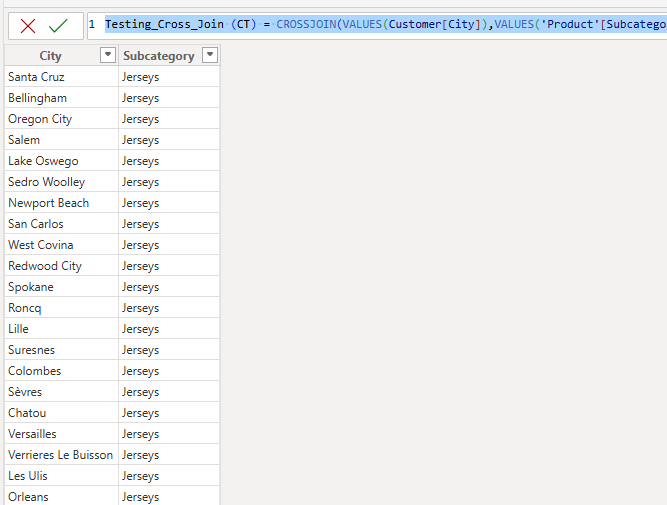 1 Testing_Cross_Join (CT) = CROSSJOIN(VALUES(Customer[City]),VALUES('Product'[Subcatego
City Subcategory
Santa Cruz Jerseys
Bellingham Jerseys
Oregon City Jerseys
Salem Jerseys
Lake Oswego Jerseys
Sedro Woolley Jerseys
Newport Beach Jerseys
San Carlos Jerseys
West Covina Jerseys
Redwood City Jerseys
Spokane Jerseys
Roncq Jerseys
Lille Jerseys
Suresnes Jerseys
Colombes Jerseys
Sèvres Jerseys
Chatou Jerseys
Versailles Jerseys
Verrieres Le Buisson Jerseys
Les Ulis Jerseys
Orleans Jerseys